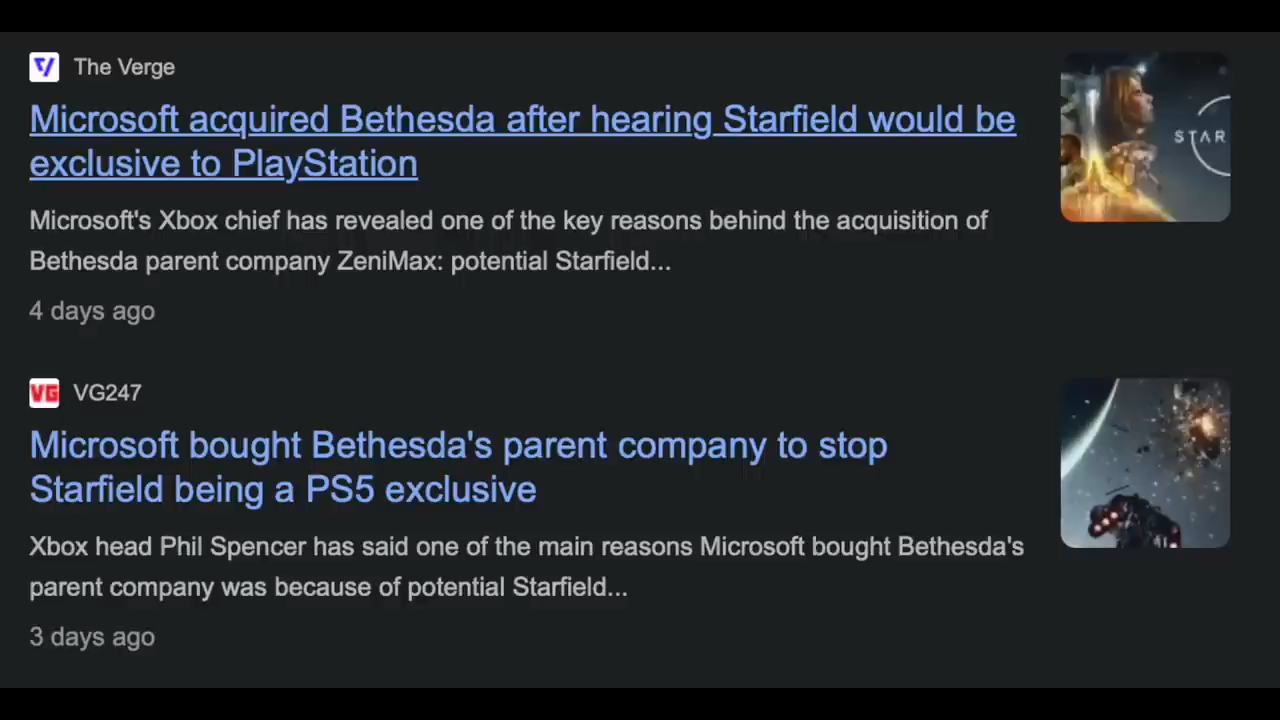 The Verge
Microsoft acquired Bethesda after hearing Starfield would be
exclusive to PlayStation
STAR
Microsoft's Xbox chief has revealed one of the key reasons behind the acquisition of
Bethesda parent company ZeniMax: potential Starfield...
4 days ago
VG VG247
Microsoft bought Bethesda's parent company to stop
Starfield being a PS5 exclusive
Xbox head Phil Spencer has said one of the main reasons Microsoft bought Bethesda's
parent company was because of potential Starfield...
3 days ago